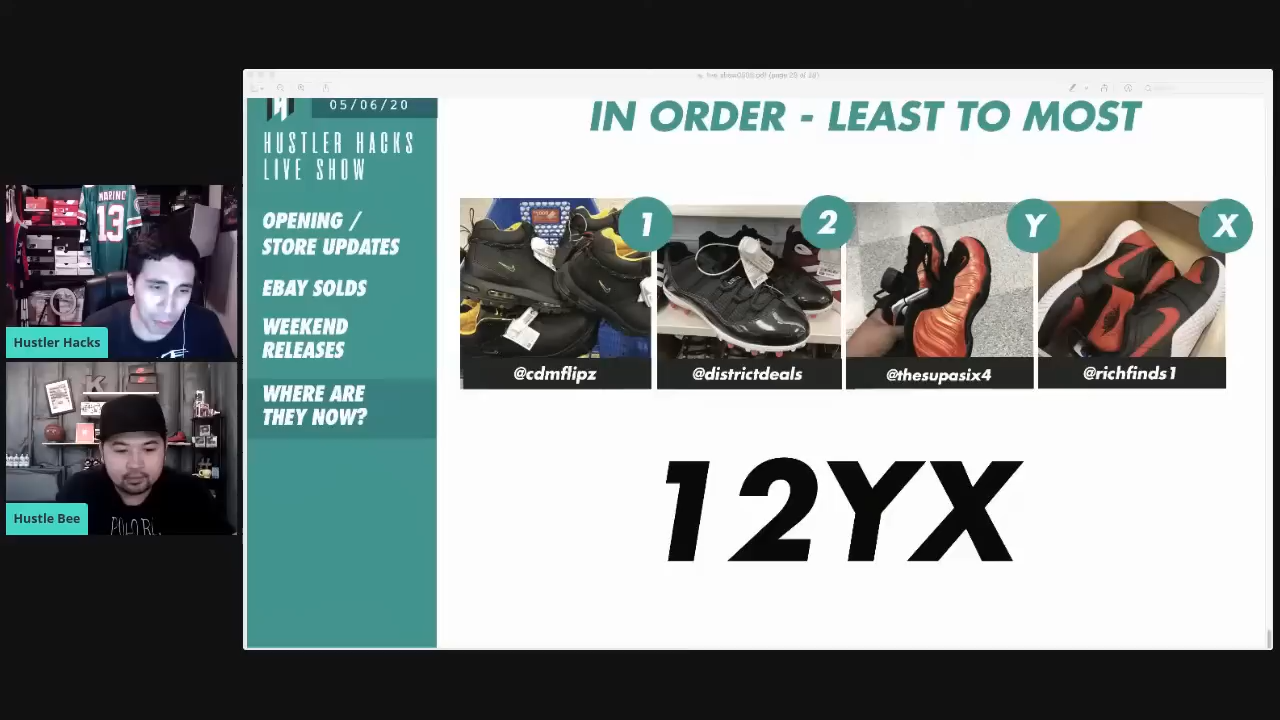 05/06/20
HUSTLER HACKS
LIVE SHOW
OPENING /
STORE UPDATES
EBAY SOLDS
WEEKEND
RELEASES
WHERE ARE
THEY NOW?
IN ORDER - LEAST TO MOST
1
2
Y
X
@cdmflipz
@districtdeals
@thesupasix4
@richfinds1
12YX
MARINO
13
Hustler Hacks
K
Hustle Bee